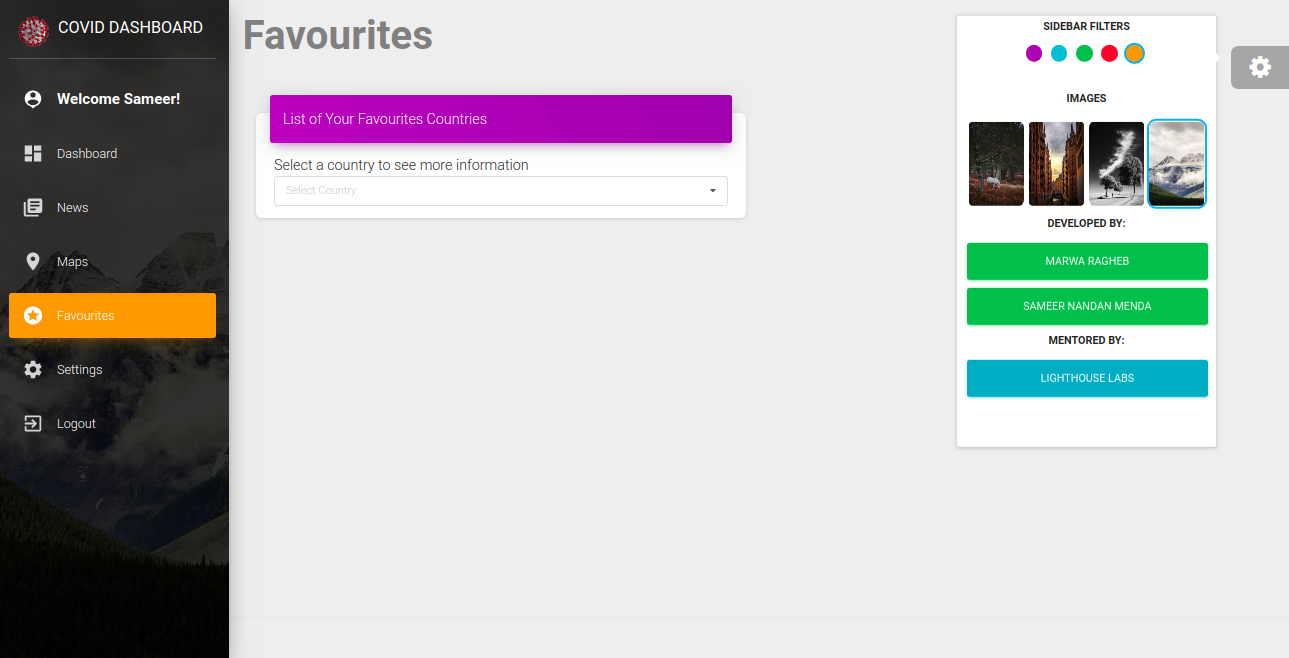 COVID DASHBOARD
Welcome Sameer!
Dashboard
News
Maps
Favourites
Settings
Logout
Favourites
List of Your Favourites Countries
Select a country to see more information
Select Country
SIDEBAR FILTERS
IMAGES
DEVELOPED BY:
MARWA RAGHEB
SAMEER NANDAN MENDA
MENTORED BY:
LIGHTHOUSE LABS